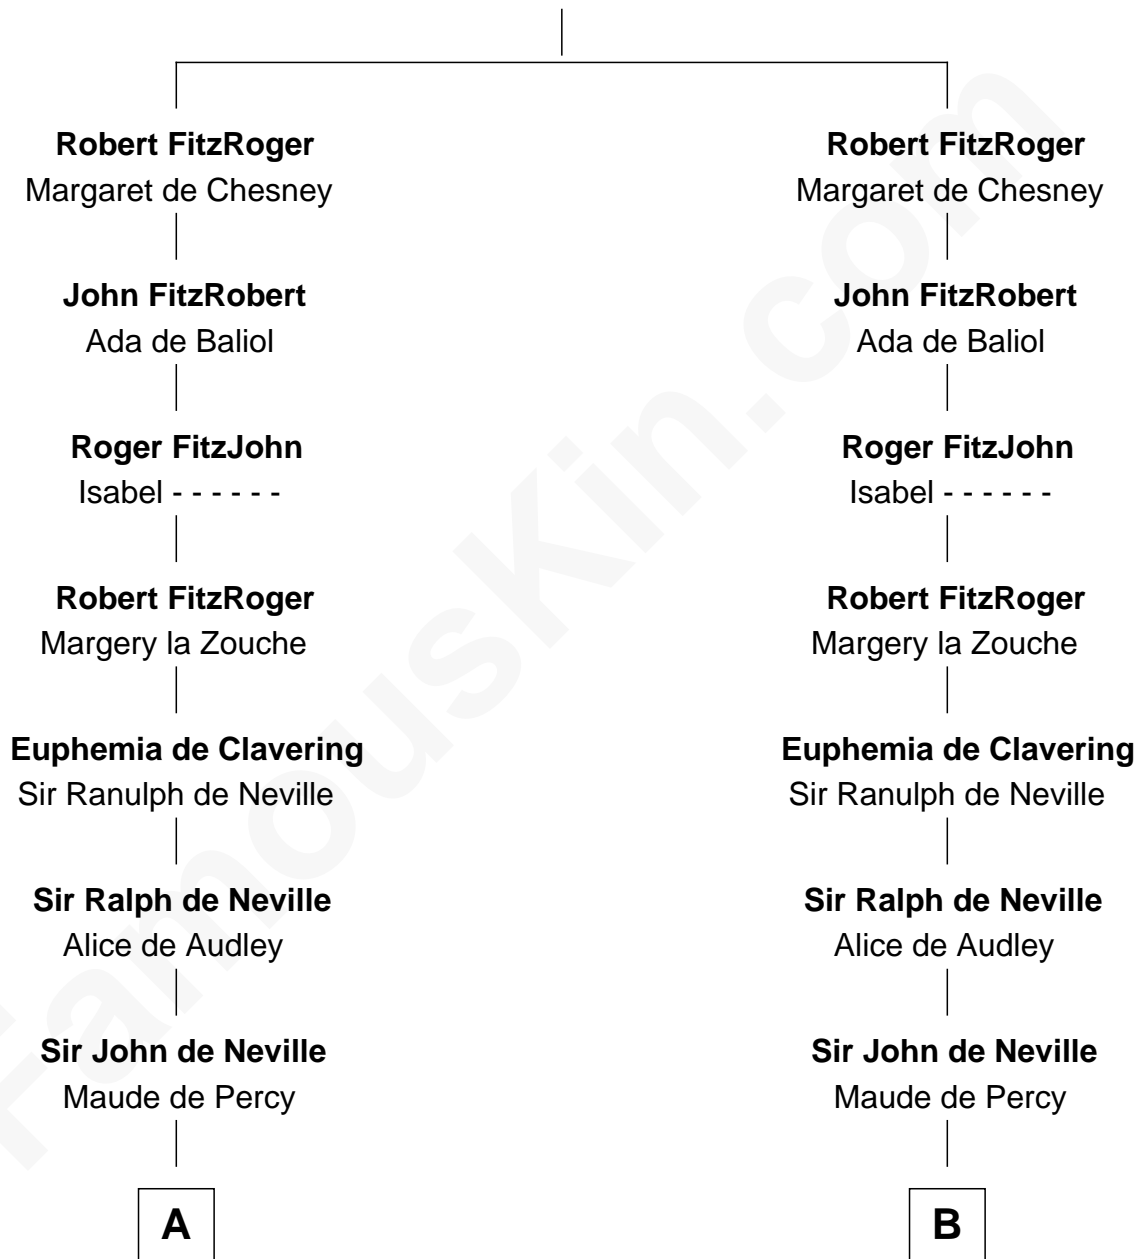 Robert FitzRoger
Margaret de Chesney
John FitzRobert
Ada de Baliol
Roger FitzJohn
Isabel - - - - - -
Robert FitzRoger
Margery la Zouche
Euphemia de Clavering
Sir Ranulph de Neville
Sir Ralph de Neville
Alice de Audley
Sir John de Neville
Maude de Percy
A
Robert FitzRoger
Margaret de Chesney
John FitzRobert
Ada de Baliol
Roger FitzJohn
Isabel - - - - - -
Robert FitzRoger
Margery la Zouche
Euphemia de Clavering
Sir Ranulph de Neville
Sir Ralph de Neville
Alice de Audley
Sir John de Neville
Maude de Percy
B
FamousKin.com